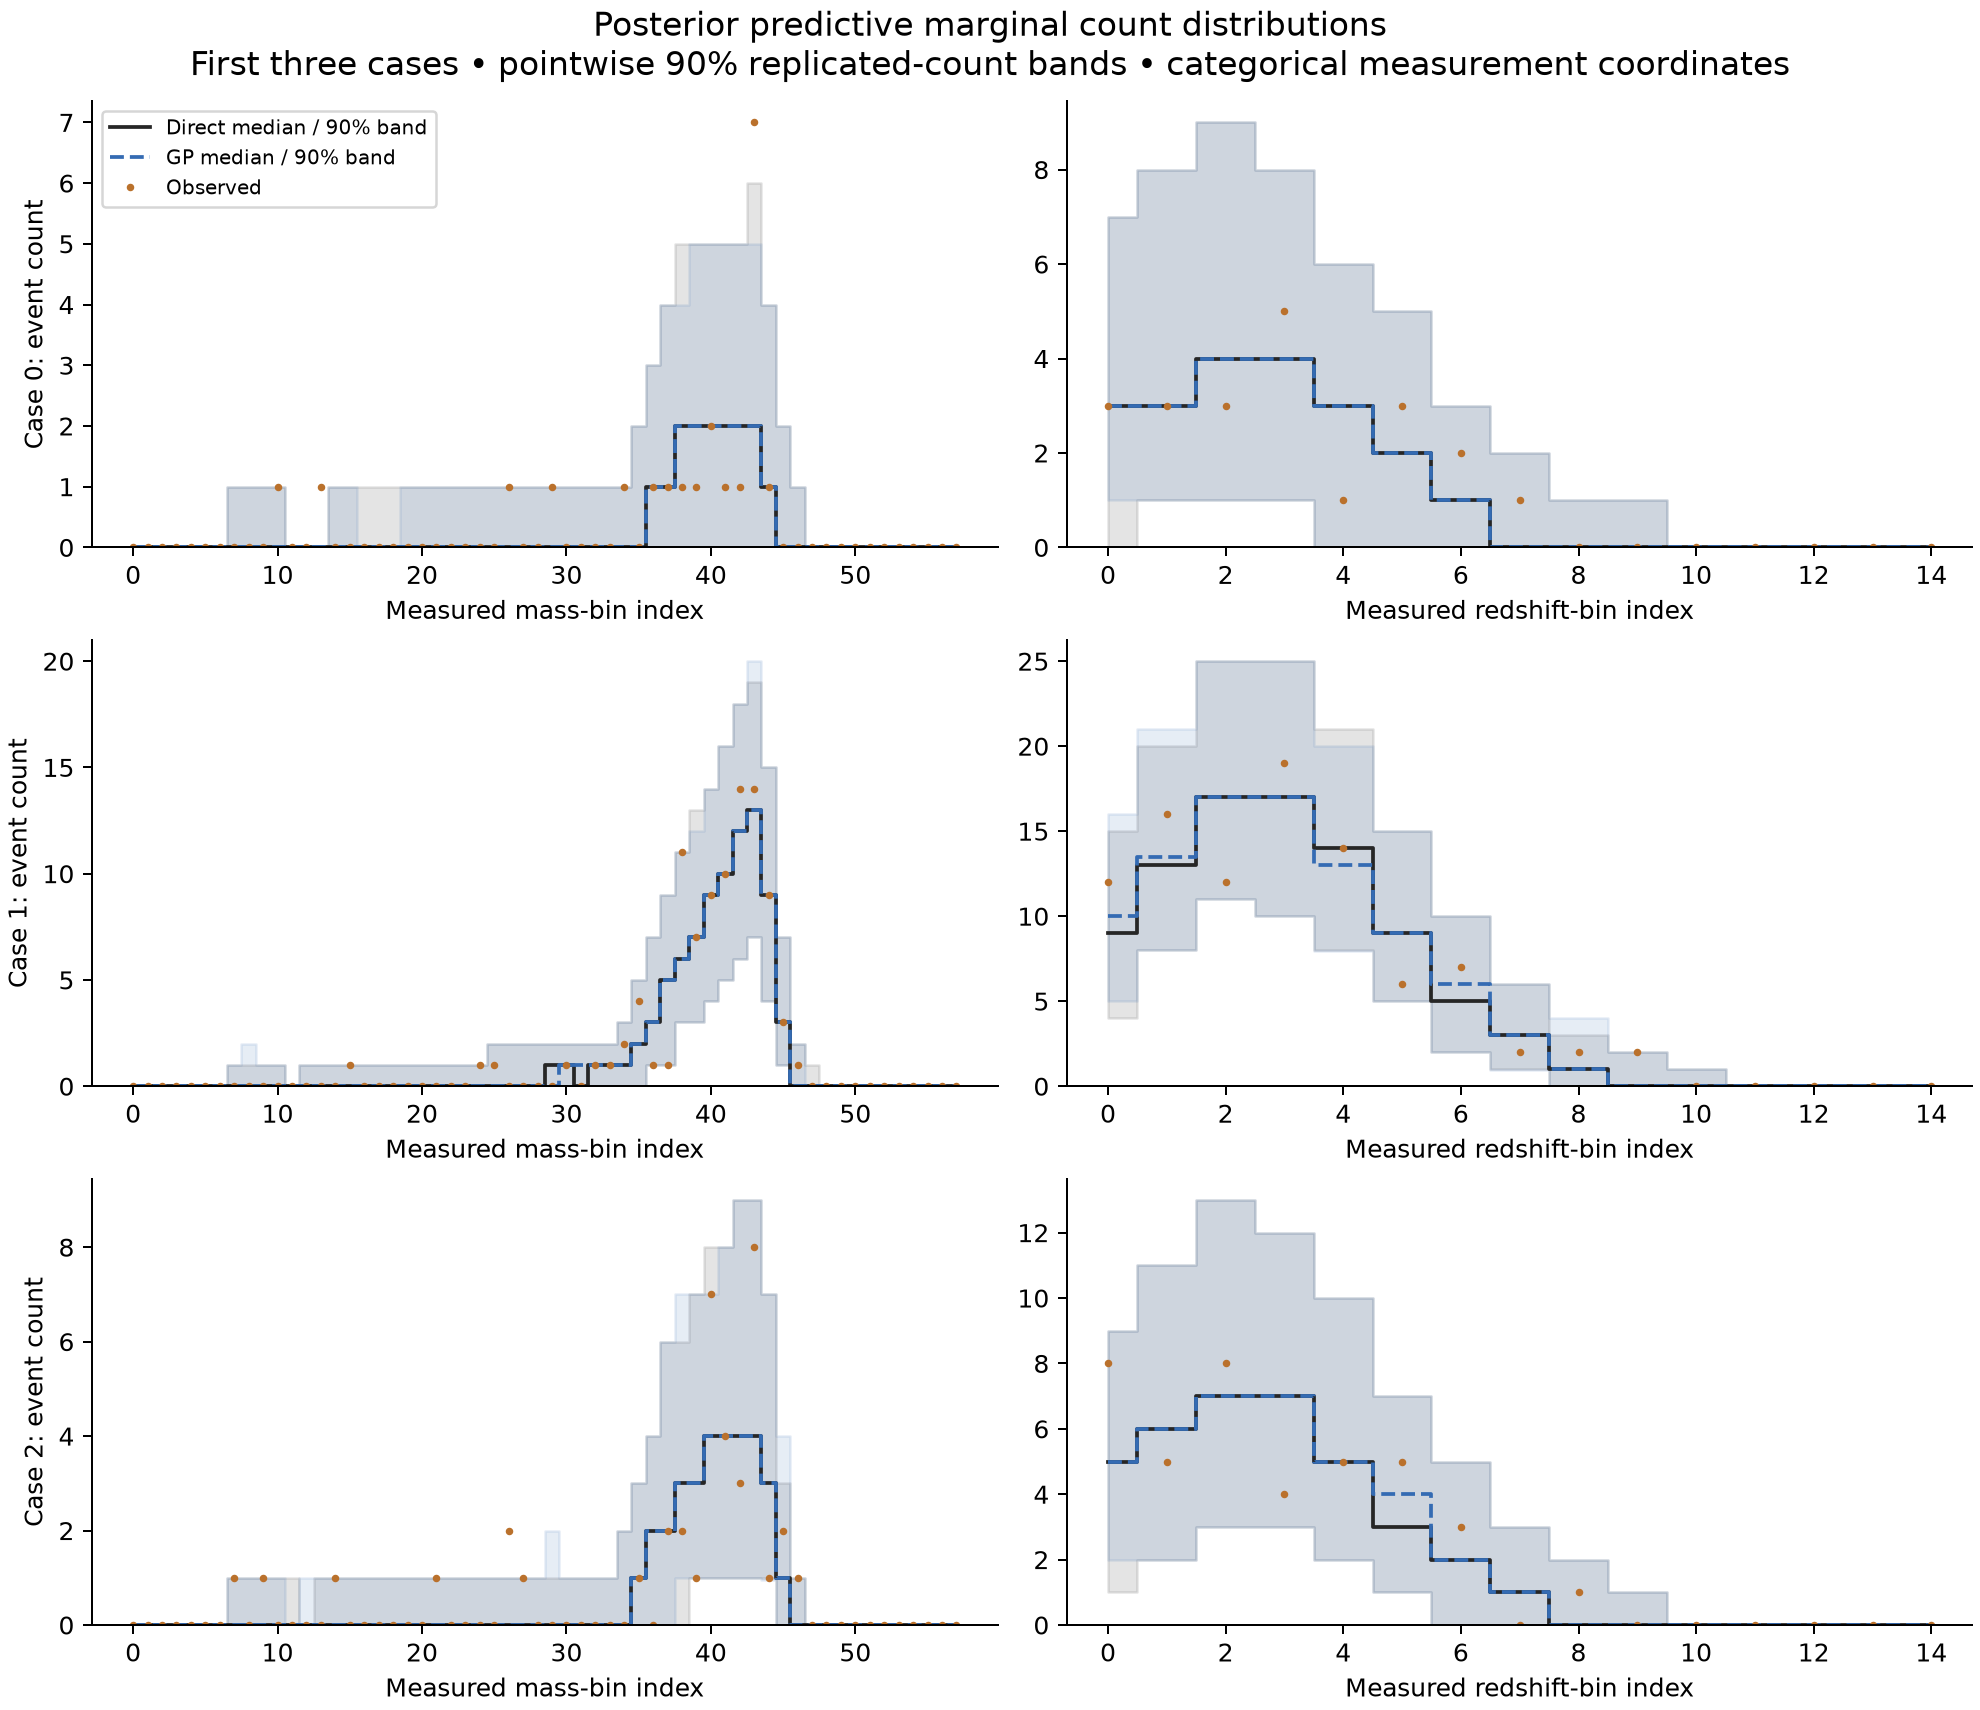 Posterior predictive marginal count distributions
First three cases • pointwise 90% replicated-count bands • categorical measurement coordinates
Direct median / 90% band
GP median / 90% band
Observed
Case 0: event count
7
6
5
4
3
2
1
0
0 10 20 30 40 50
Measured mass-bin index
8
6
4
2
0
0 2 4 6 8 10 12 14
Measured redshift-bin index
Case 1: event count
20
15
10
5
0
0 10 20 30 40 50
Measured mass-bin index
25
20
15
10
5
0
0 2 4 6 8 10 12 14
Measured redshift-bin index
Case 2: event count
8
6
4
2
0
0 10 20 30 40 50
Measured mass-bin index
12
10
8
6
4
2
0
0 2 4 6 8 10 12 14
Measured redshift-bin index